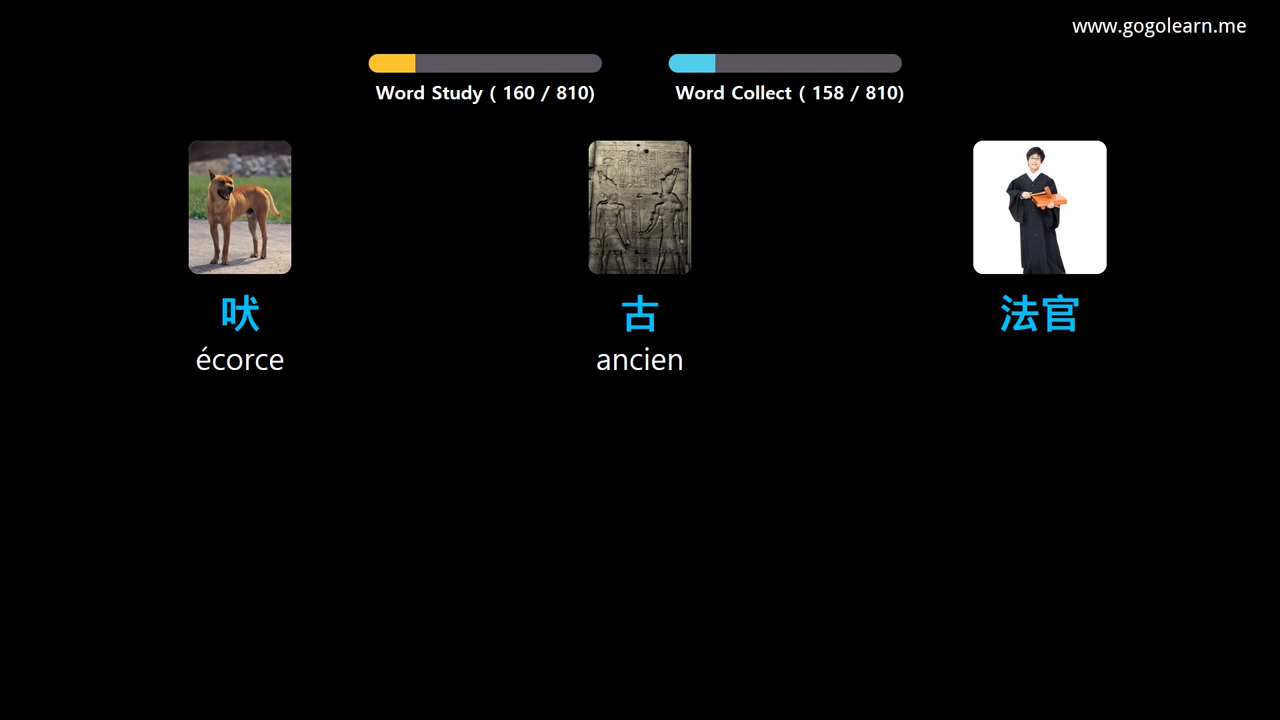 www.gogolearn.me
Word Study ( 160 / 810)
Word Collect ( 158 / 810)
吠
古
法官
écorce
ancien